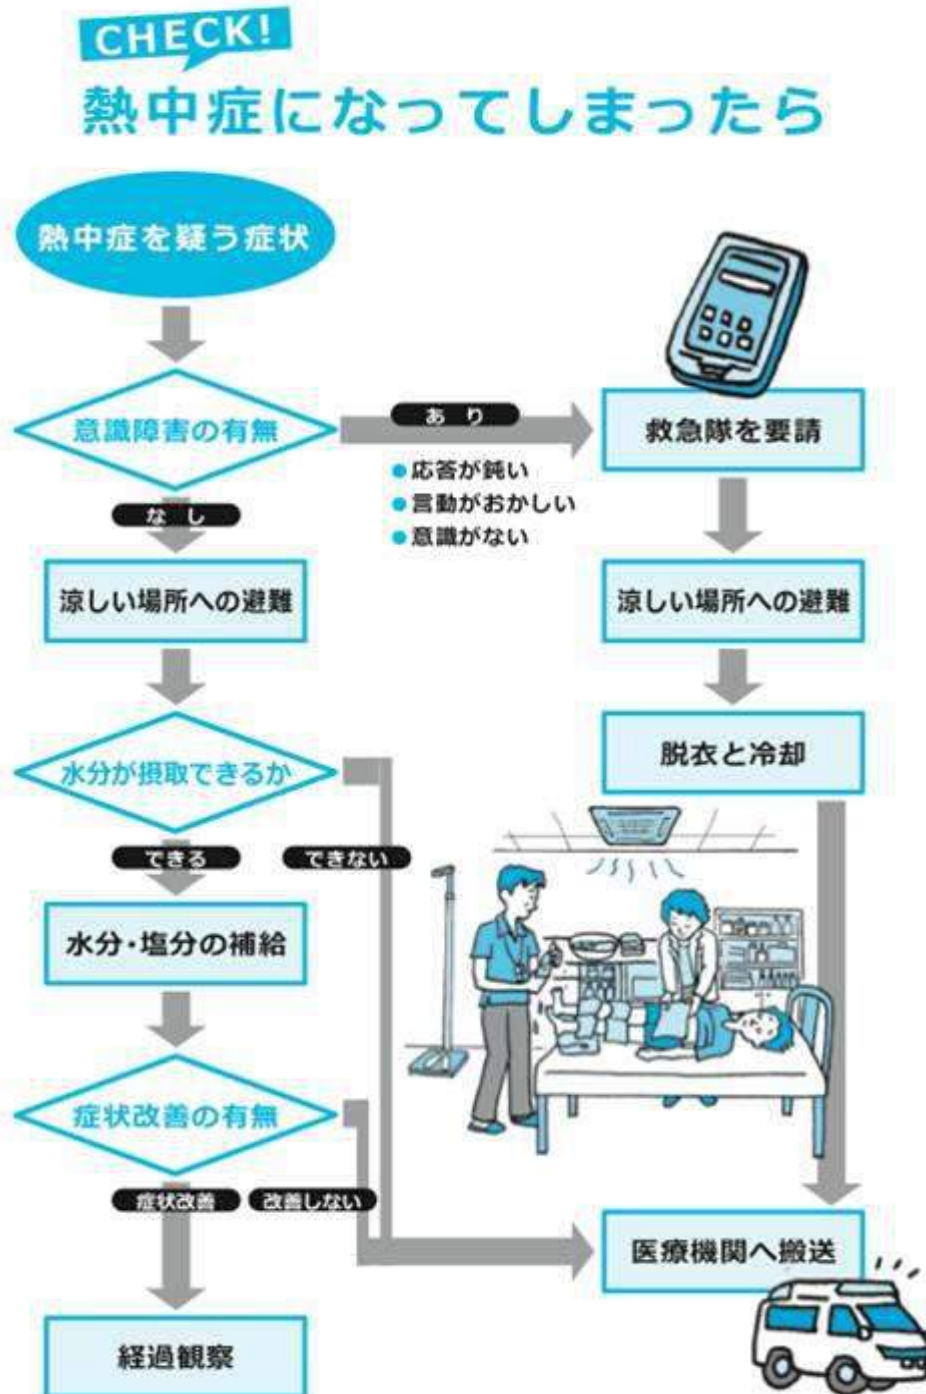 CHECK!
熱中症になってしまったら
熱中症を疑う症状
意識障害の有無
あり
救急隊を要請
●応答が鈍い
●言動がおかしい
●意識がない
なし
涼しい場所への避難
涼しい場所への避難
水分が摂取できるか
脱衣と冷却
できる
できない
水分・塩分の補給
症状改善の有無
症状改善
改善しない
医療機関へ搬送
経過観察